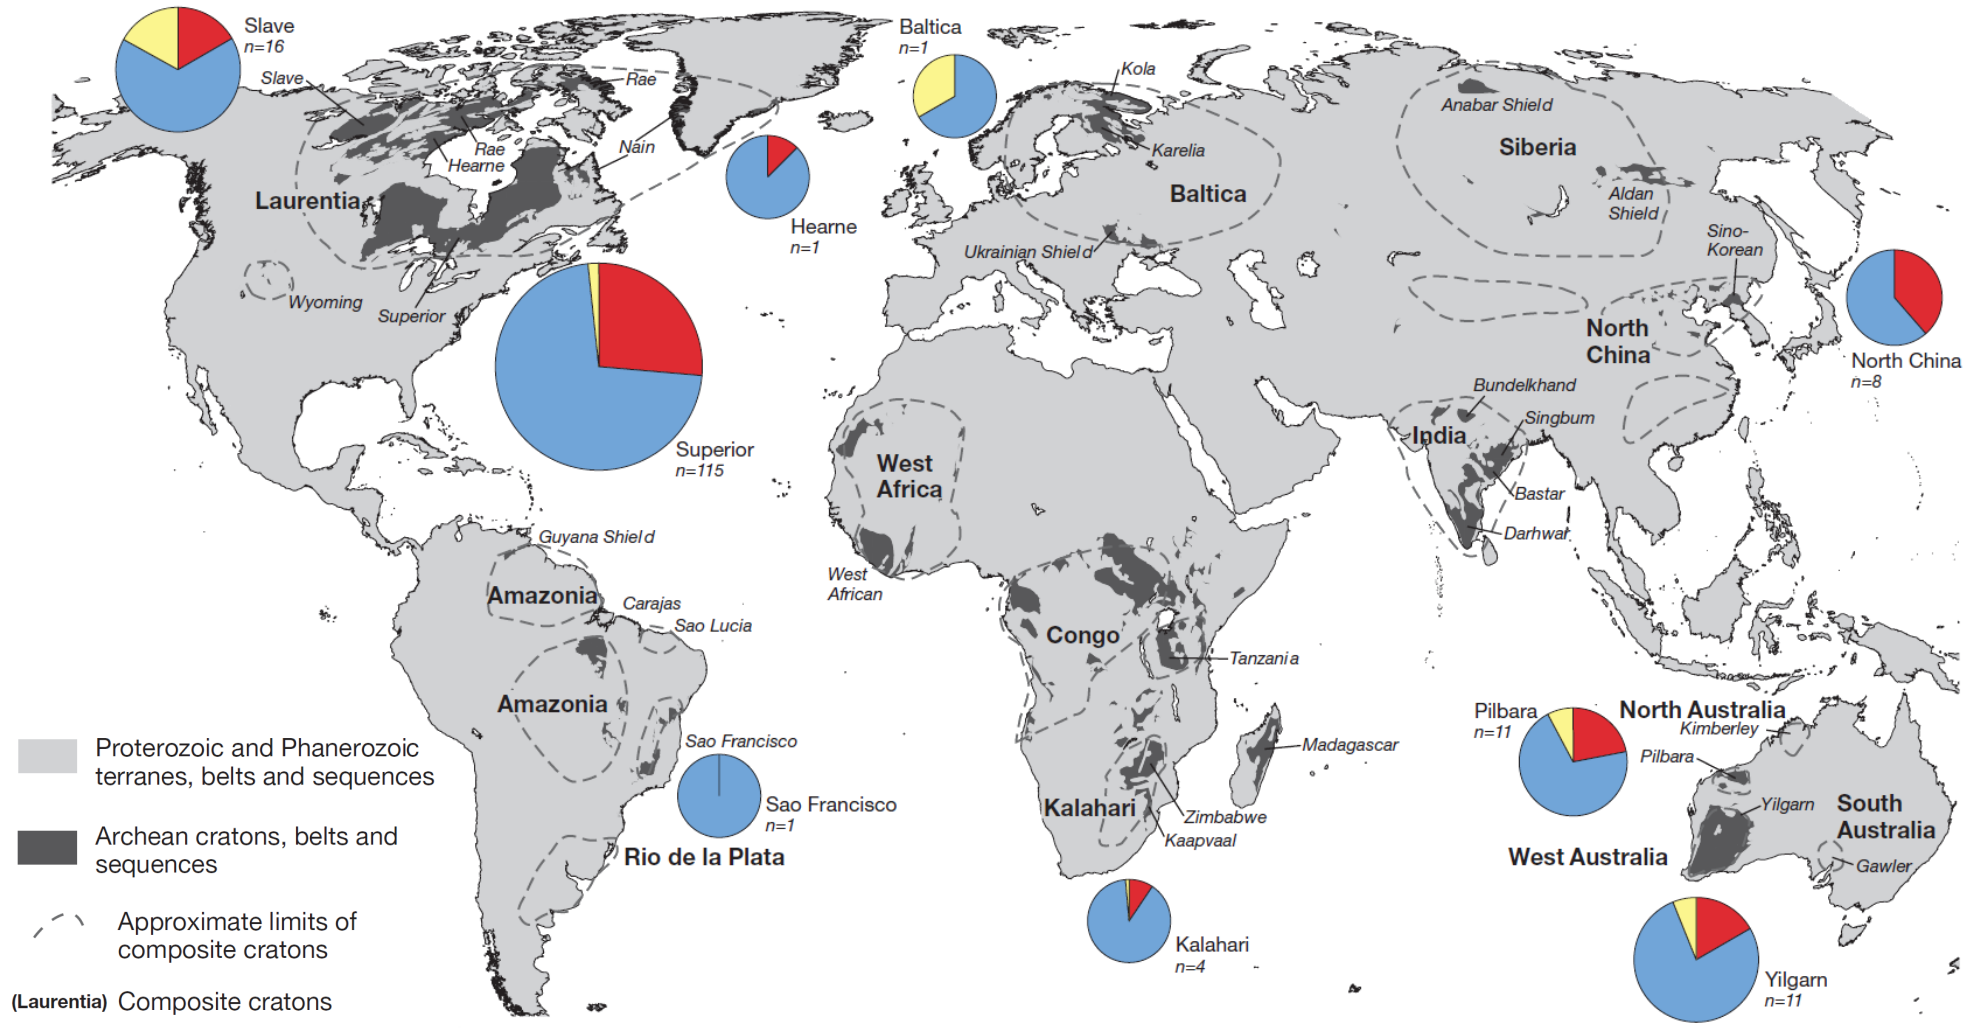 Slave
n=16
Slave
Rae
Rae
Hearne
Nain
Laurentia
Hearne
n=1
Wyoming
Superior
Superior
n=115
Baltica
n=1
Kola
Karelia
Baltica
Ukrainian Shield
Anabar Shield
Siberia
Aldan
Shield
Sino-
Korean
North
China
North China
n=8
Bundelkhand
Singbum
India
Bastar
Darhwar
West
Africa
West
African
Guyana Shield
Amazonia
Carajas
Sao Lucia
Amazonia
Sao Francisco
Sao Francisco
n=1
Rio de la Plata
Congo
Tanzania
Madagascar
Kalahari
Zimbabwe
Kaapvaal
Kalahari
n=4
Pilbara
n=11
North Australia
Kimberley
Pilbara
Yilgarn
South
Australia
West Australia
Gawler
Yilgarn
n=11
Proterozoic and Phanerozoic
terranes, belts and sequences
Archean cratons, belts and
sequences
Approximate limits of
composite cratons
(Laurentia) Composite cratons